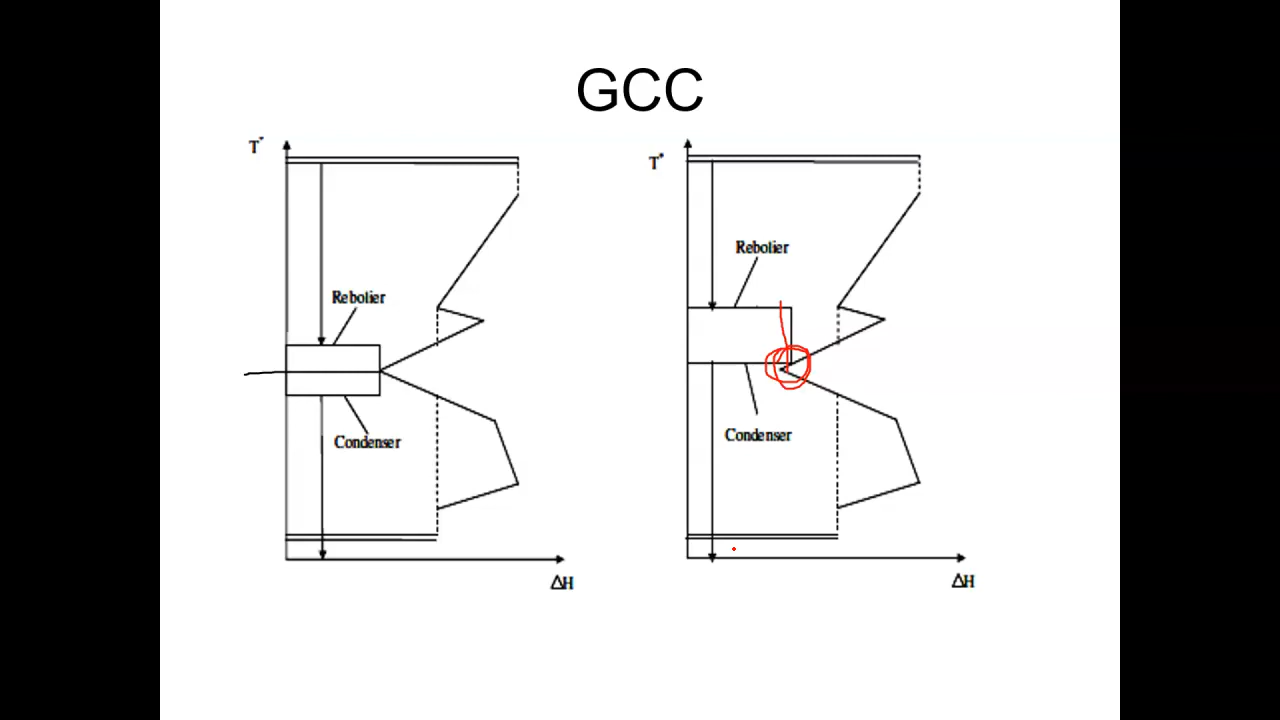 GCC
T*
Rebolier
Condenser
ΔH
T*
Rebolier
Condenser
ΔH